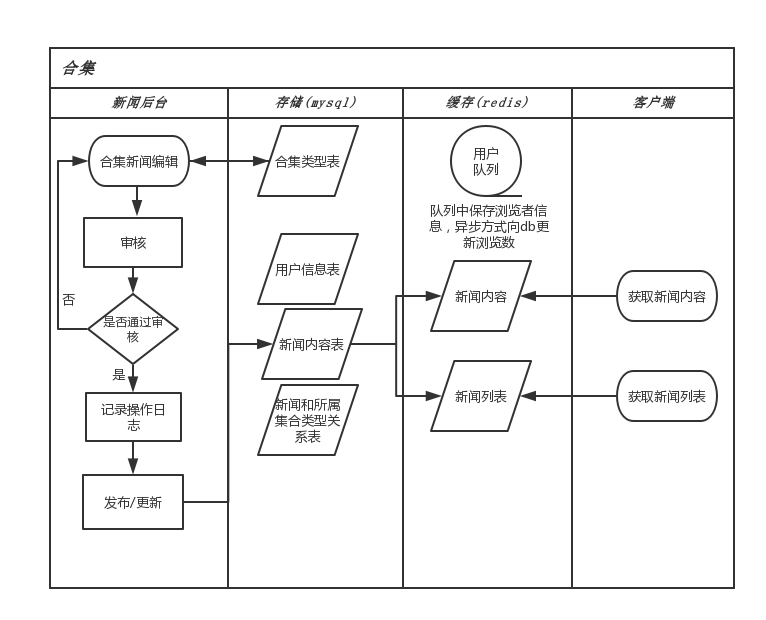 合集
新闻后台
存储(mysql)
缓存(redis)
客户端
合集新闻编辑
合集类型表
用户
队列
队列中保存浏览者信
息，异步方式向db更
新浏览数
审核
用户信息表
新闻内容
获取新闻内容
否
是否通过审
核
新闻内容表
是
记录操作日
志
新闻和所属
集合类型关
系表
新闻列表
获取新闻列表
发布/更新